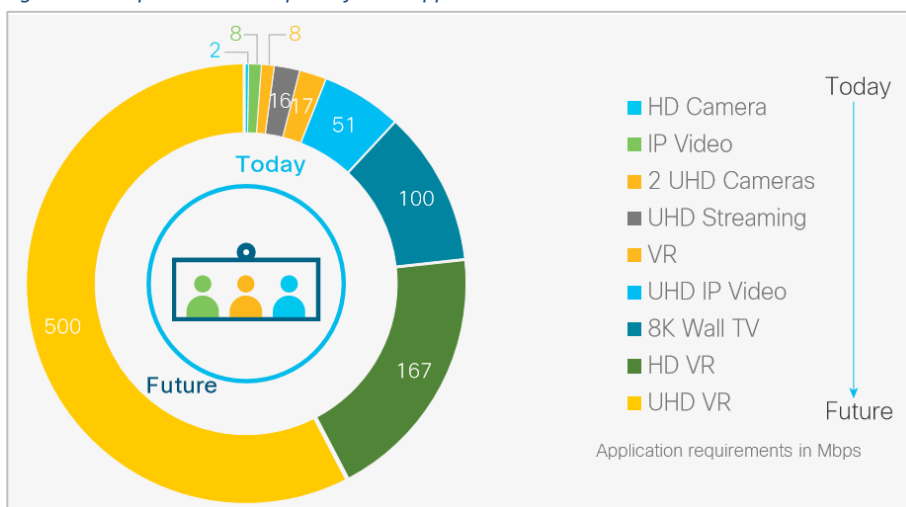 8
8
2
16
17
51
100
167
500
Today
Future
HD Camera
IP Video
2 UHD Cameras
UHD Streaming
VR
UHD IP Video
8K Wall TV
HD VR
UHD VR
Today
Future
Application requirements in Mbps